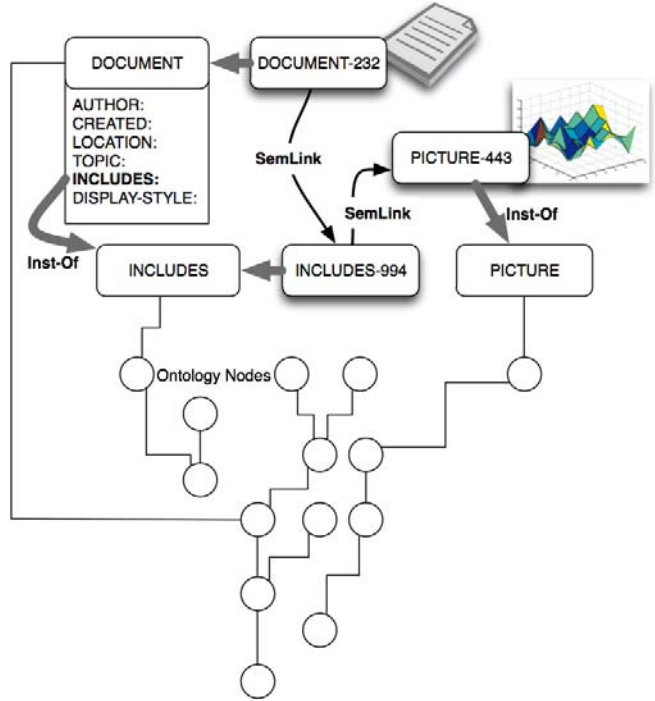 DOCUMENT
DOCUMENT-232
AUTHOR:
CREATED:
LOCATION:
TOPIC:
INCLUDES:
DISPLAY-STYLE:
SemLink
PICTURE-443
SemLink
Inst-Of
Inst-Of
INCLUDES
INCLUDES-994
PICTURE
Ontology Nodes